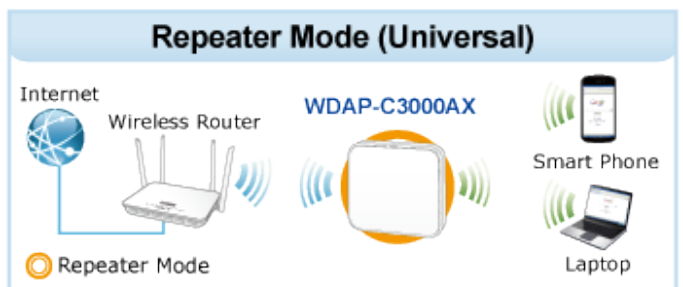 Repeater Mode (Universal)
Internet
Wireless Router
WDAP-C3000AX
Smart Phone
Laptop
Repeater Mode